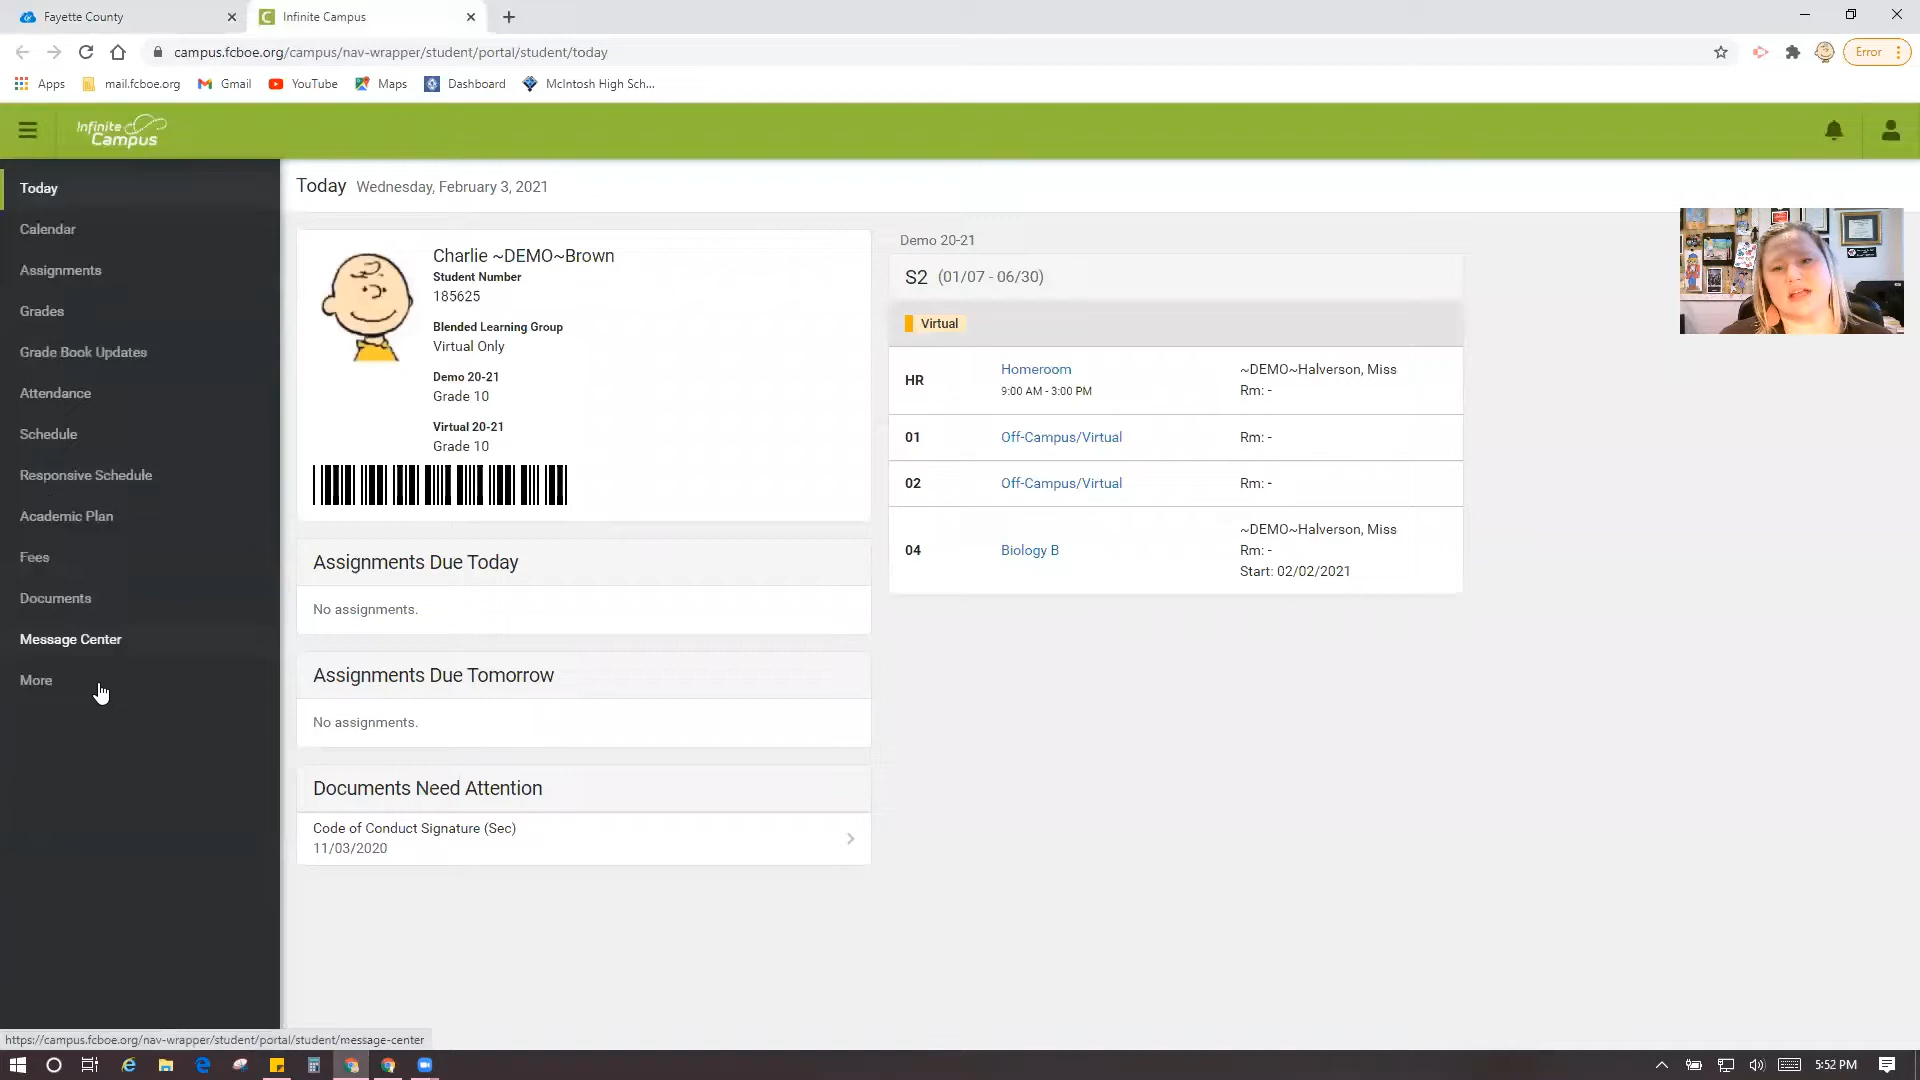 Fayette County
Infinite Campus
campus.fcboe.org/campus/nav-wrapper/student/portal/student/today
Error
Apps
mail.fcboe.org
Gmail
YouTube
Maps
Dashboard
McIntosh High Sch...
Infinite Campus
Today
Calendar
Assignments
Grades
Grade Book Updates
Attendance
Schedule
Responsive Schedule
Academic Plan
Fees
Documents
Message Center
More
Today Wednesday, February 3, 2021
Charlie ~DEMO~Brown
Student Number
185625
Blended Learning Group
Virtual Only
Demo 20-21
Grade 10
Virtual 20-21
Grade 10
Assignments Due Today
No assignments.
Assignments Due Tomorrow
No assignments.
Documents Need Attention
Code of Conduct Signature (Sec)
11/03/2020
Demo 20-21
S2 (01/07 - 06/30)
Virtual
HR Homeroom ~DEMO~Halverson, Miss
9:00 AM - 3:00 PM Rm: -
01 Off-Campus/Virtual Rm: -
02 Off-Campus/Virtual Rm: -
~DEMO~Halverson, Miss
04 Biology B Rm: -
Start: 02/02/2021
https://campus.fcboe.org/nav-wrapper/student/portal/student/message-center
5:52 PM